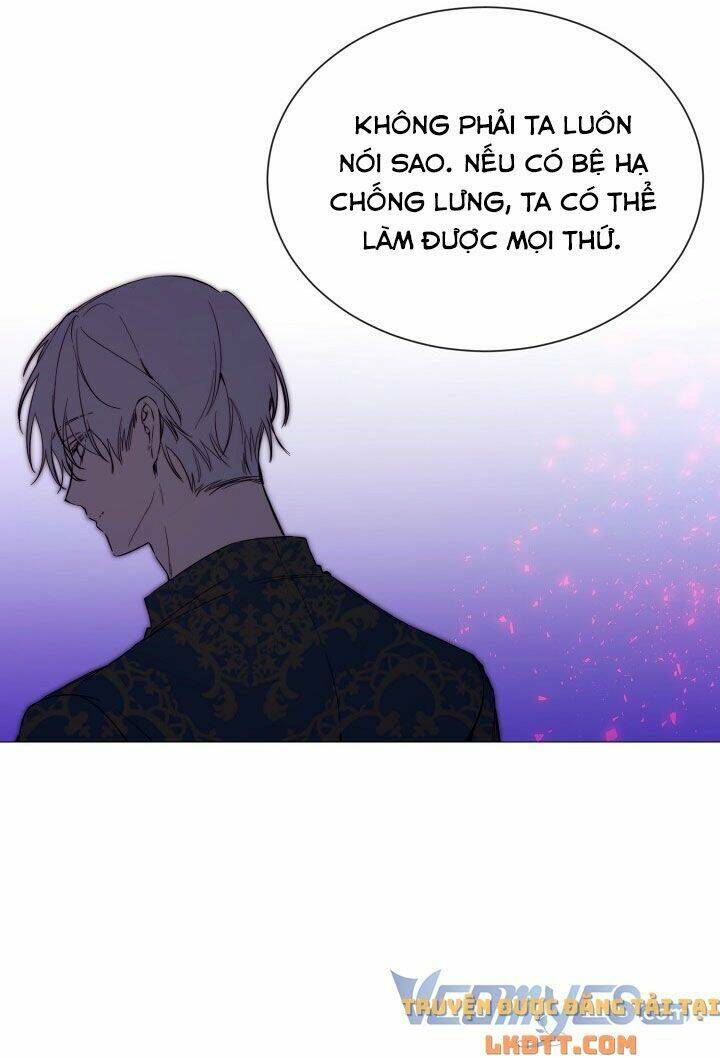 KHÔNG PHẢI TA LUÔN
NÓI SAO. NẾU CÓ BỆ HẠ
CHỐNG LƯNG, TA CÓ THỂ
LÀM ĐƯỢC MỌI THỨ.
TRUYỆN ĐƯỢC ĐĂNG TẢI TẠI
LKDTT.COM